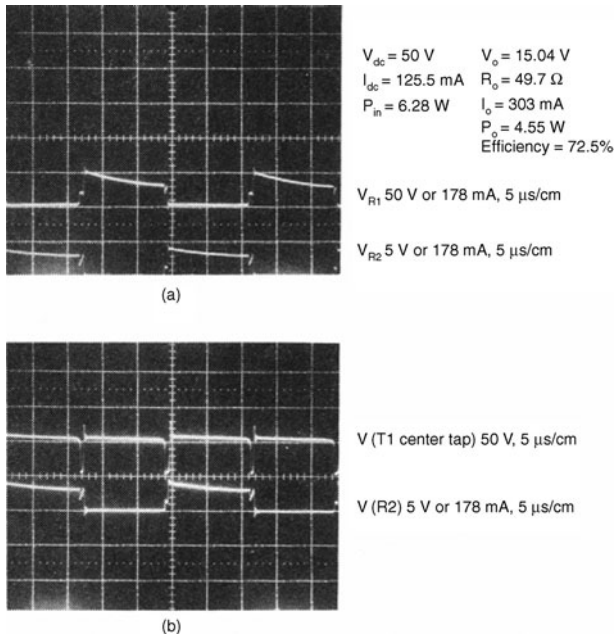 V_dc = 50 V V_o = 15.04 V
I_dc = 125.5 mA R_o = 49.7 Ω
P_in = 6.28 W I_o = 303 mA
P_o = 4.55 W
Efficiency = 72.5%
V_R1 50 V or 178 mA, 5 µs/cm
V_R2 5 V or 178 mA, 5 µs/cm
(a)
V (T1 center tap) 50 V, 5 µs/cm
V (R2) 5 V or 178 mA, 5 µs/cm
(b)